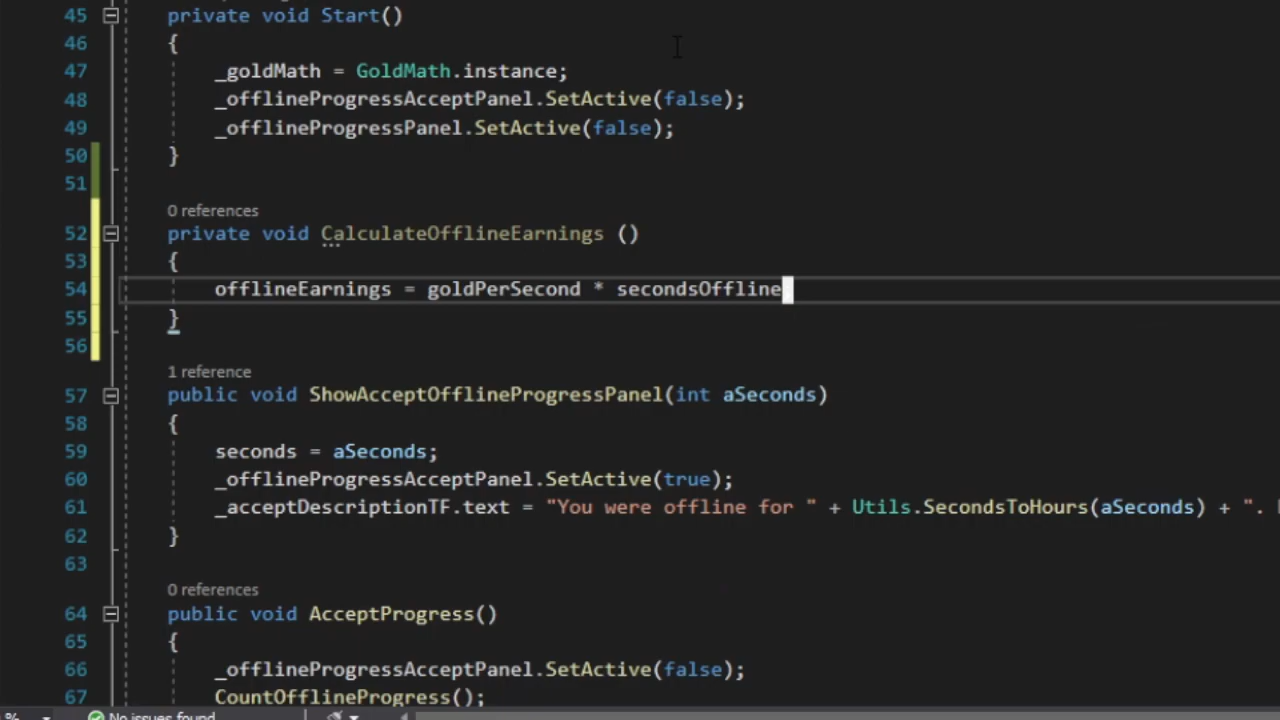 45 private void Start()
46 {
47 _goldMath = GoldMath.instance;
48 _offlineProgressAcceptPanel.SetActive(false);
49 _offlineProgressPanel.SetActive(false);
50 }
51
0 references
52 private void CalculateOfflineEarnings ()
53 {
54 offlineEarnings = goldPerSecond * secondsOffline
55 }
56
1 reference
57 public void ShowAcceptOfflineProgressPanel(int aSeconds)
58 {
59 seconds = aSeconds;
60 _offlineProgressAcceptPanel.SetActive(true);
61 _acceptDescriptionTF.text = "You were offline for " + Utils.SecondsToHours(aSeconds) + ".
62 }
63
0 references
64 public void AcceptProgress()
65 {
66 _offlineProgressAcceptPanel.SetActive(false);
67 CountOfflineProgress();
% No issues found